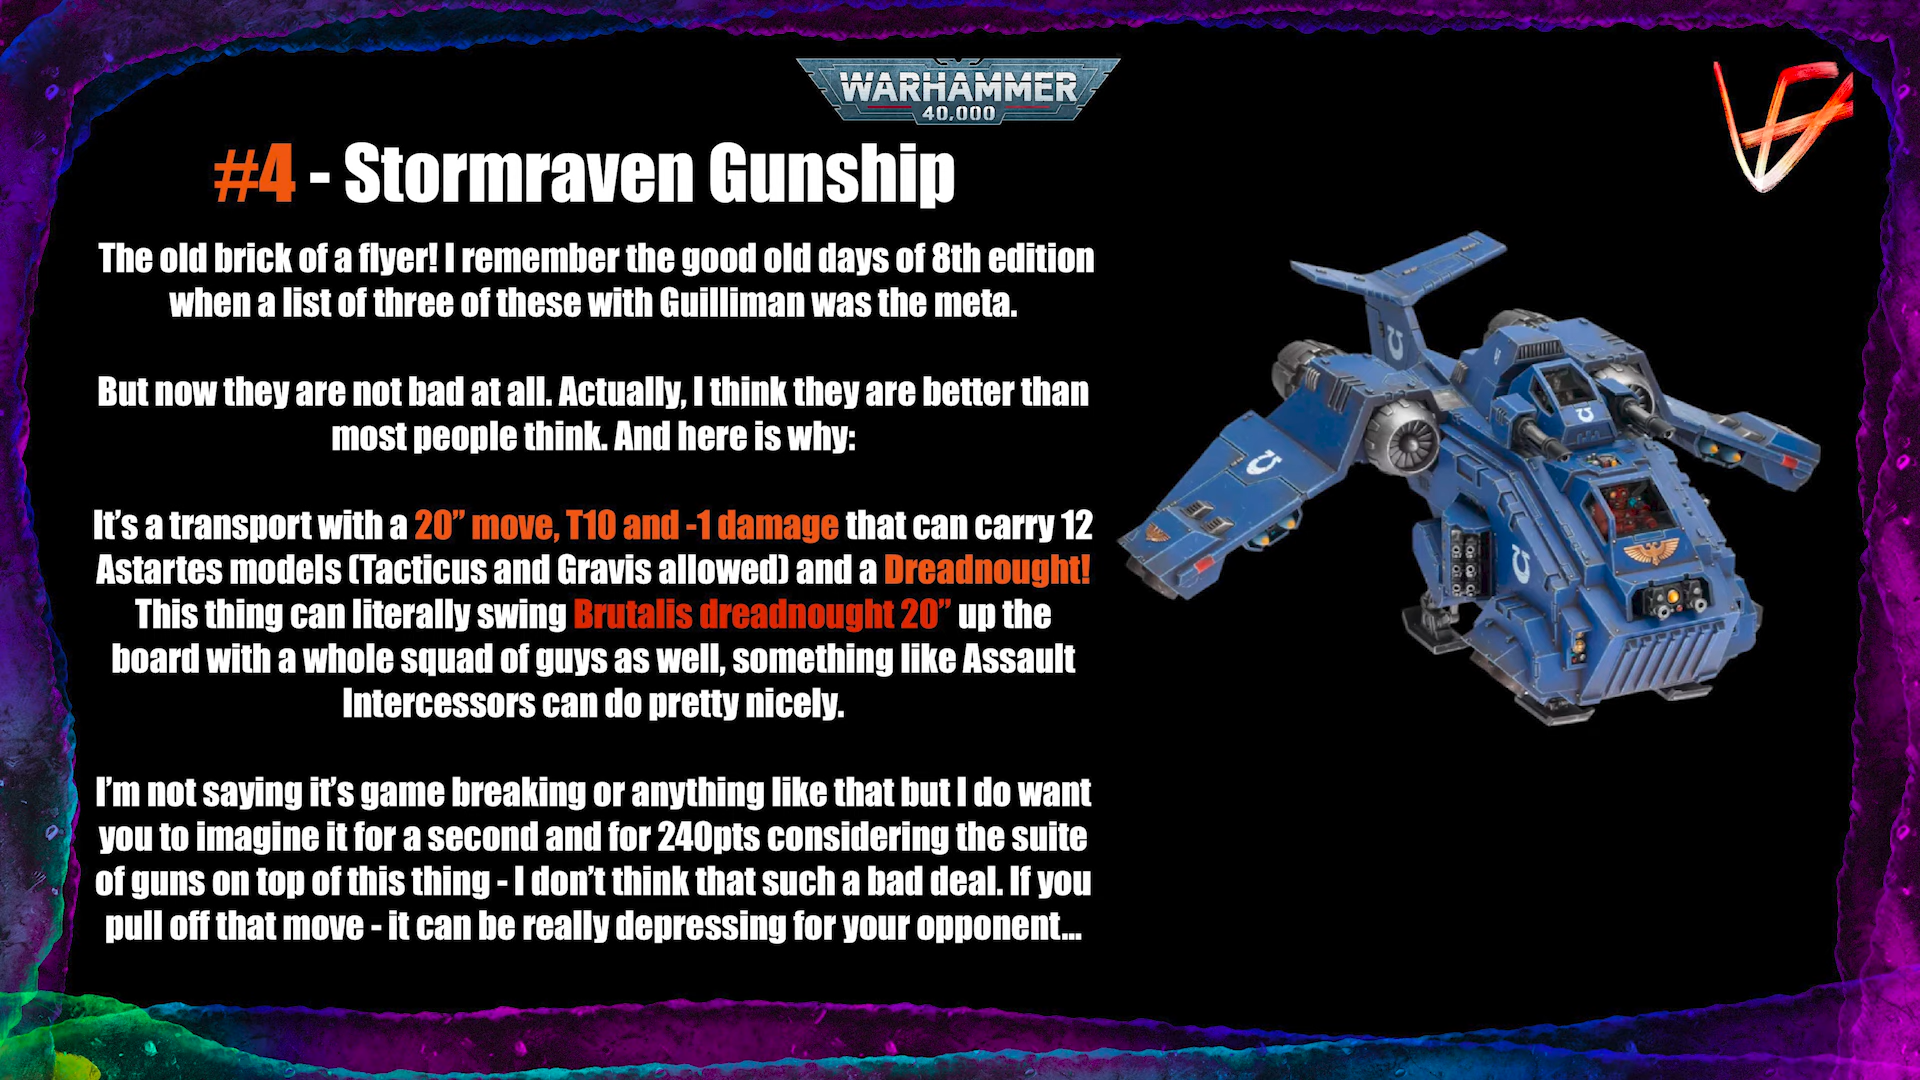 WARHAMMER
40,000
#4 - Stormraven Gunship
The old brick of a flyer! I remember the good old days of 8th edition
when a list of three of these with Guilliman was the meta.
But now they are not bad at all. Actually, I think they are better than
most people think. And here is why:
It's a transport with a 20” move, T10 and -1 damage that can carry 12
Astartes models (Tacticus and Gravis allowed) and a Dreadnought!
This thing can literally swing Brutalis dreadnought 20” up the
board with a whole squad of guys as well, something like Assault
Intercessors can do pretty nicely.
I'm not saying it's game breaking or anything like that but I do want
you to imagine it for a second and for 240pts considering the suite
of guns on top of this thing - I don't think that such a bad deal. If you
pull off that move - it can be really depressing for your opponent...